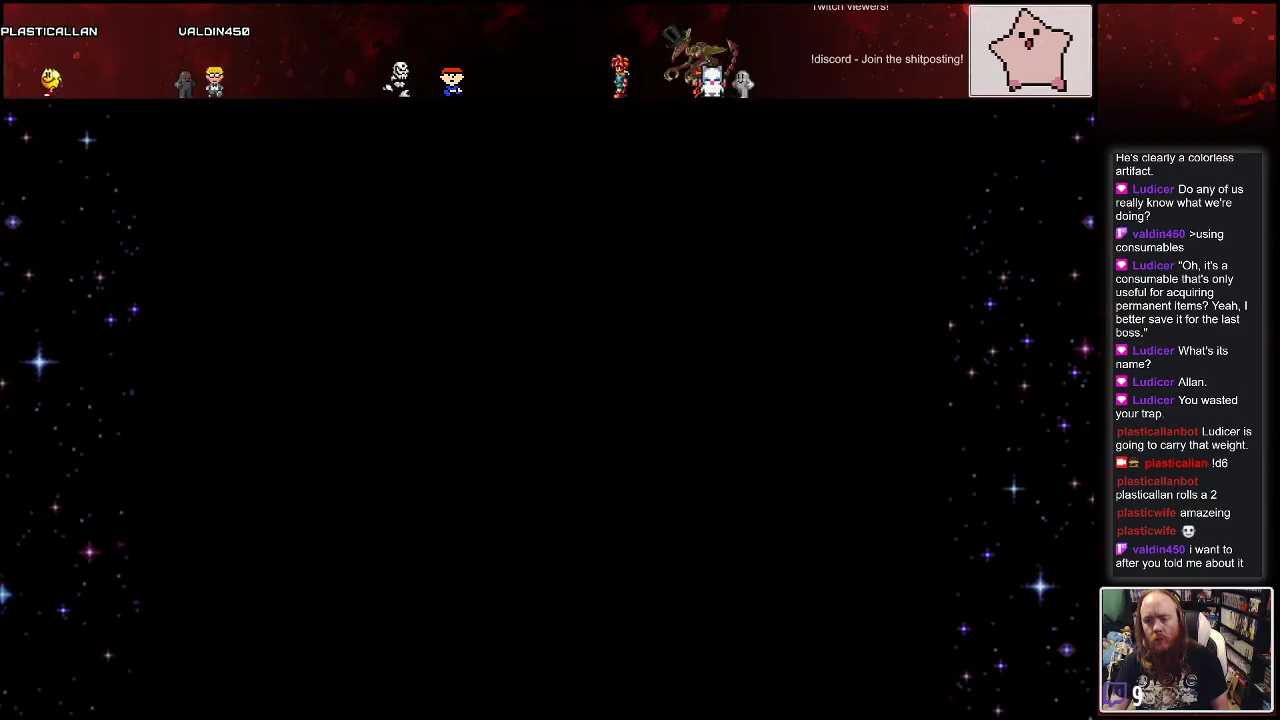 Twitch viewers!
PLASTICALLAN
VALDIN450
!discord - Join the shitposting!
He's clearly a colorless
artifact.
Ludicer Do any of us
really know what we're
doing?
valdin450 >using
consumables
Ludicer "Oh, it's a
consumable that's only
useful for acquiring
permanent items? Yeah, I
better save it for the last
boss."
Ludicer What's its
name?
Ludicer Allan.
Ludicer You wasted
your trap.
plasticallanbot Ludicer is
going to carry that weight.
plasticallan !d6
plasticallanbot
plasticallan rolls a 2
plasticwife amazeing
plasticwife
valdin450 i want to
after you told me about it
9